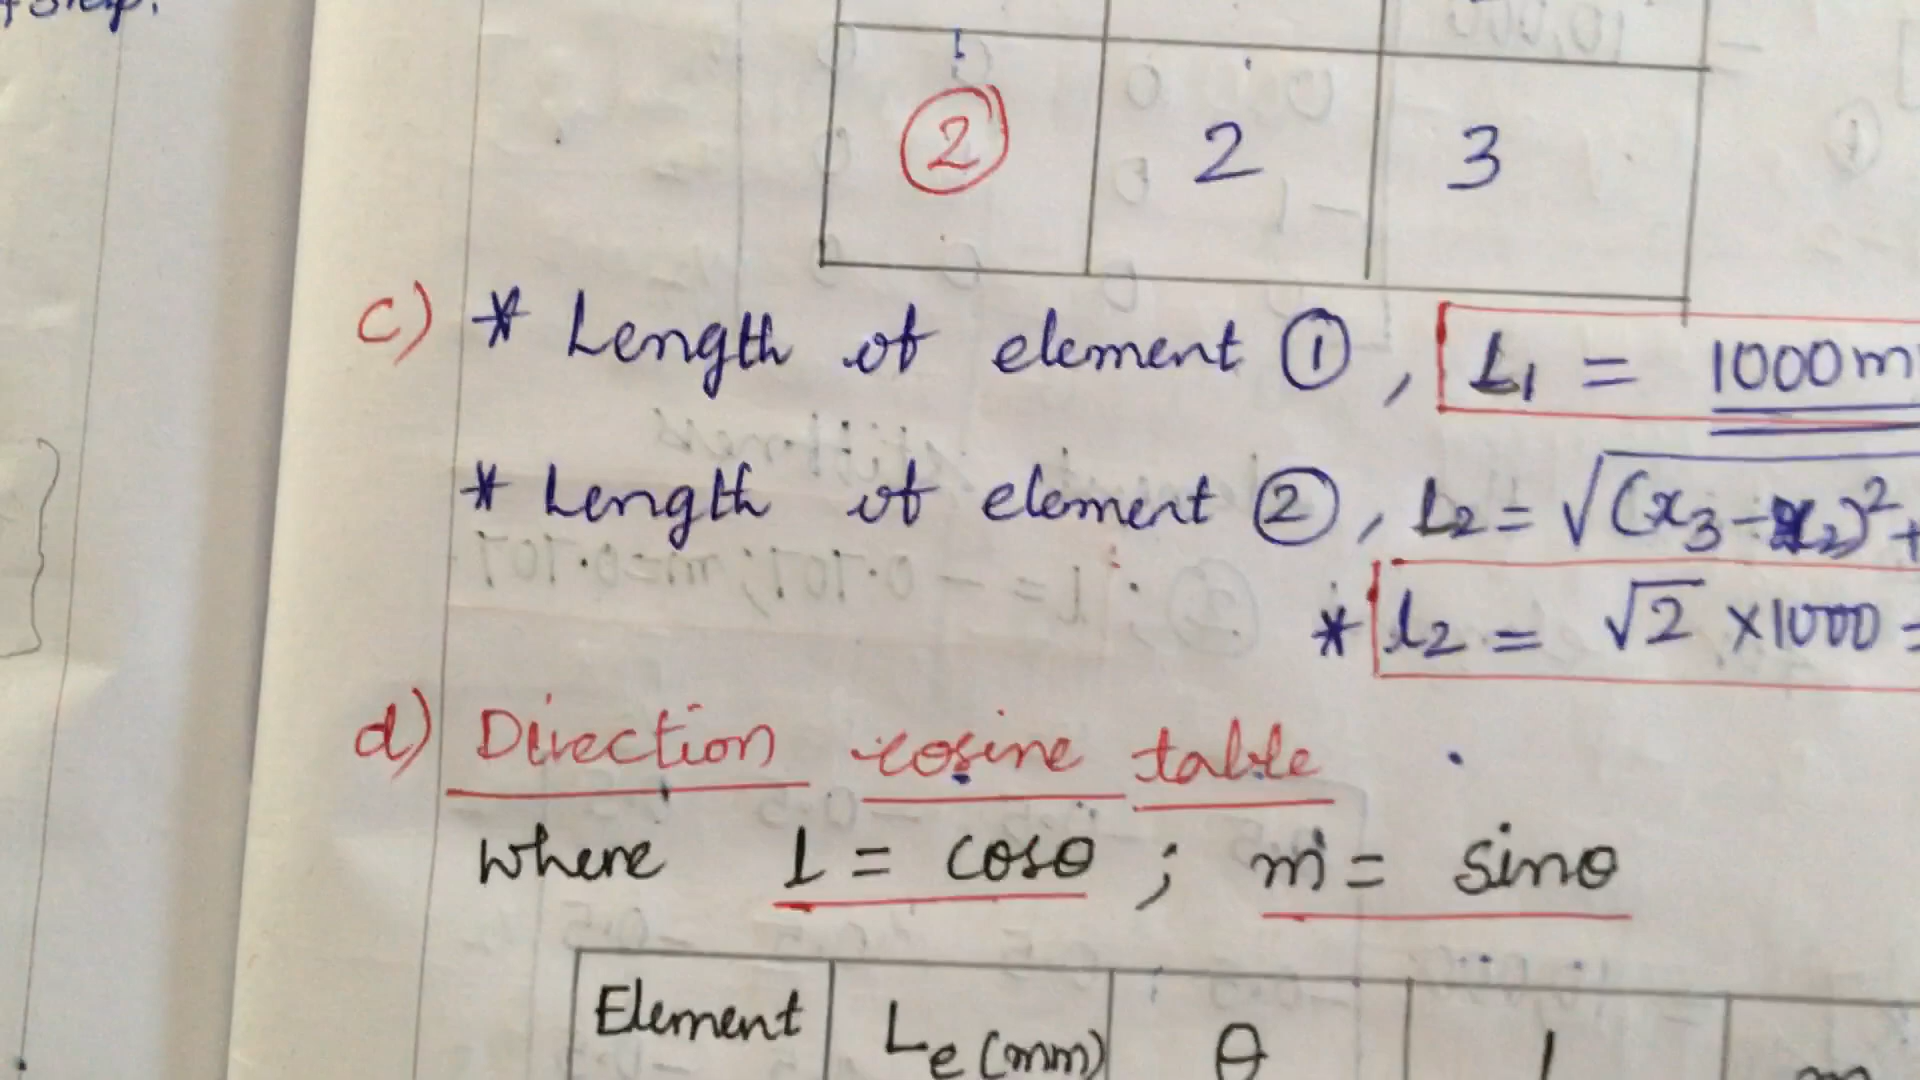 ② 2 3
c) * Length of element ①, L₁ = 1000m
* Length of element ②, L₂ = √(x₃-x₂)² +
* L₂ = √2 x1000 =
d) Direction cosine table
where l = cosθ ; m = sinθ
Element Le (mm) θ l m